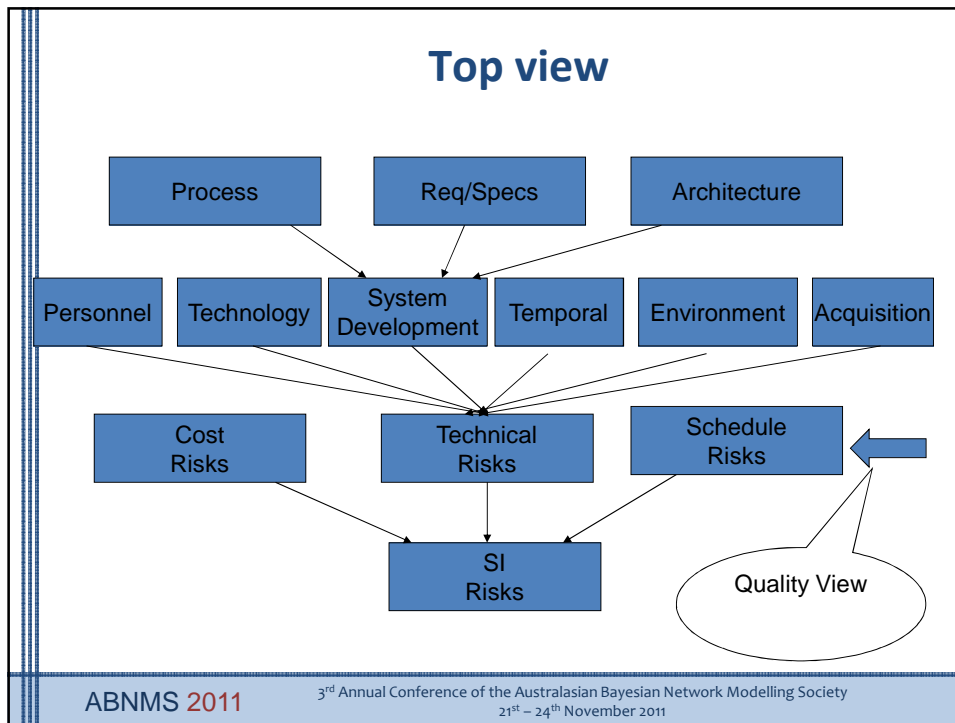 Top view
Process
Req/Specs
Architecture
Personnel
Technology
System
Development
Temporal
Environment
Acquisition
Cost
Risks
Technical
Risks
Schedule
Risks
SI
Risks
Quality View
ABNMS 2011
3rd Annual Conference of the Australasian Bayesian Network Modelling Society
21st – 24th November 2011